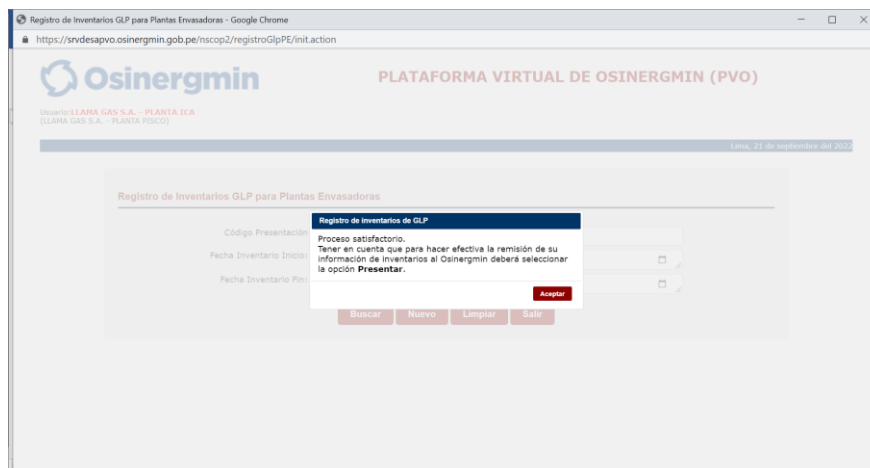 Registro de Inventarios GLP para Plantas Envasadoras - Google Chrome
https://srvdesapvo.osinergmin.gob.pe/nscop2/registroGlpPE/init.action
Osinergmin
PLATAFORMA VIRTUAL DE OSINERGMIN (PVO)
Usuario:LLAMA GAS S.A. - PLANTA ICA
(LLAMA GAS S.A. - PLANTA PISCO)
Lima, 21 de septiembre del 2022
Registro de Inventarios GLP para Plantas Envasadoras
Registro de inventarios de GLP
Código Presentación
Proceso satisfactorio.
Tener en cuenta que para hacer efectiva la remisión de su
Fecha Inventario Inicio:
información de inventarios al Osinergmin deberá seleccionar
la opción Presentar.
Fecha Inventario Fin:
Aceptar
Buscar Nuevo Limpiar Salir